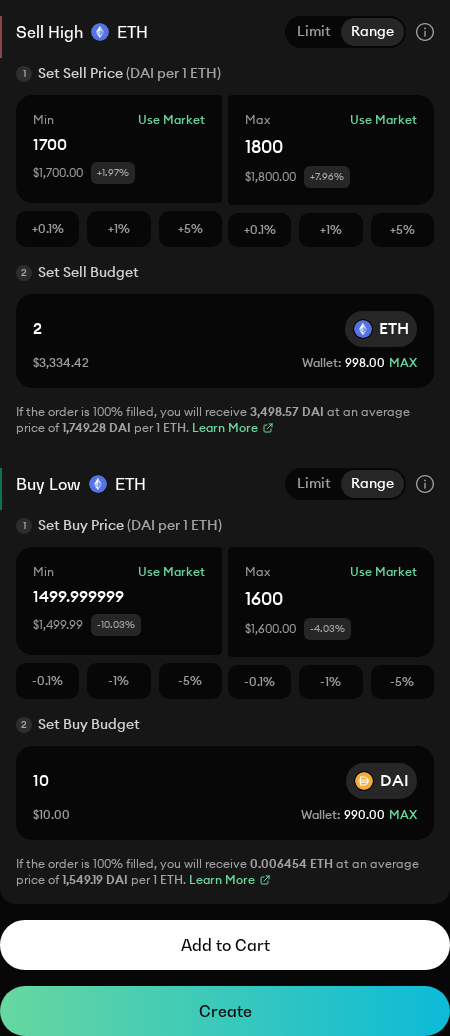 Sell High ETH Limit Range
1 Set Sell Price (DAI per 1 ETH)
Min Use Market Max Use Market
1700 1800
$1,700.00 +1.97% $1,800.00 +7.96%
+0.1% +1% +5% +0.1% +1% +5%
2 Set Sell Budget
2 ETH
$3,334.42 Wallet: 998.00 MAX
If the order is 100% filled, you will receive 3,498.57 DAI at an average
price of 1,749.28 DAI per 1 ETH. Learn More
Buy Low ETH Limit Range
1 Set Buy Price (DAI per 1 ETH)
Min Use Market Max Use Market
1499.999999 1600
$1,499.99 -10.03% $1,600.00 -4.03%
-0.1% -1% -5% -0.1% -1% -5%
2 Set Buy Budget
10 DAI
$10.00 Wallet: 990.00 MAX
If the order is 100% filled, you will receive 0.006454 ETH at an average
price of 1,549.19 DAI per 1 ETH. Learn More
Add to Cart
Create